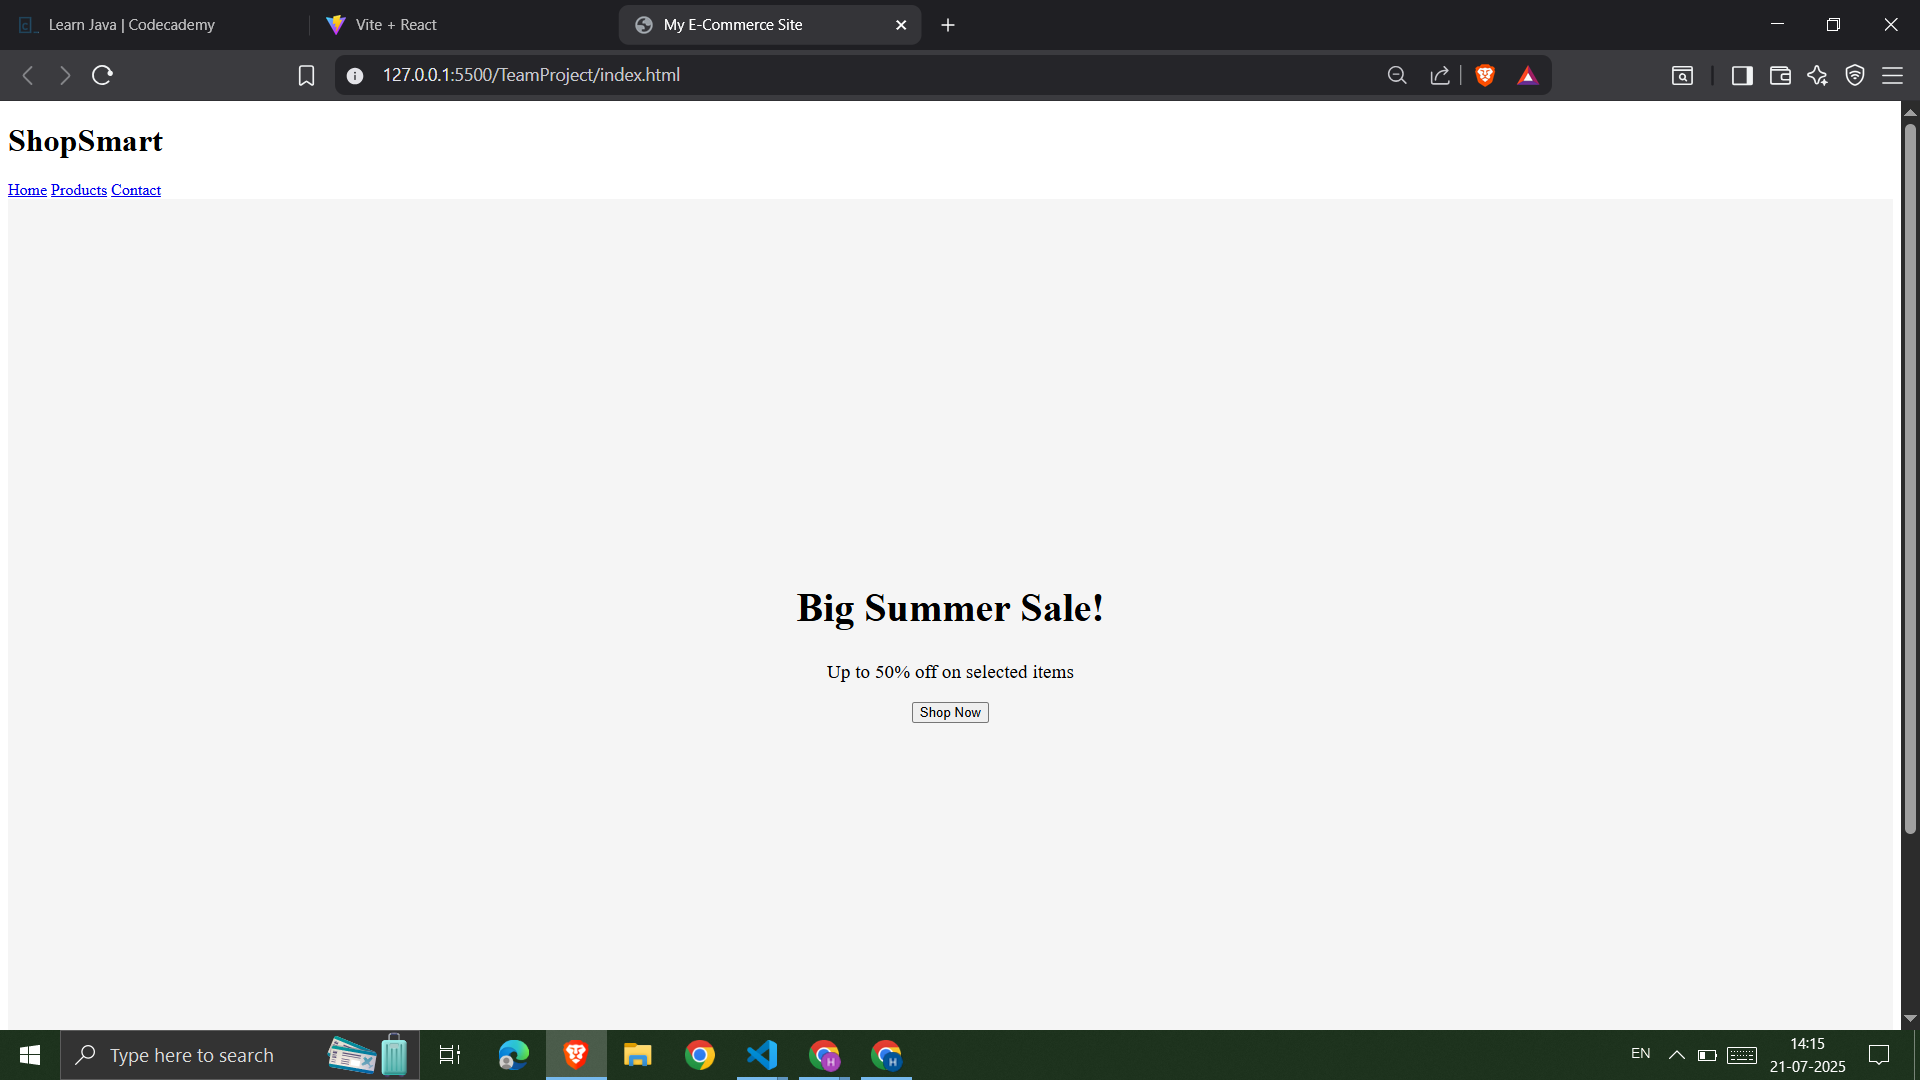 Learn Java | Codecademy
Vite + React
My E-Commerce Site
127.0.0.1:5500/TeamProject/index.html
ShopSmart
Home Products Contact
Big Summer Sale!
Up to 50% off on selected items
Shop Now
Type here to search
EN
14:15
21-07-2025